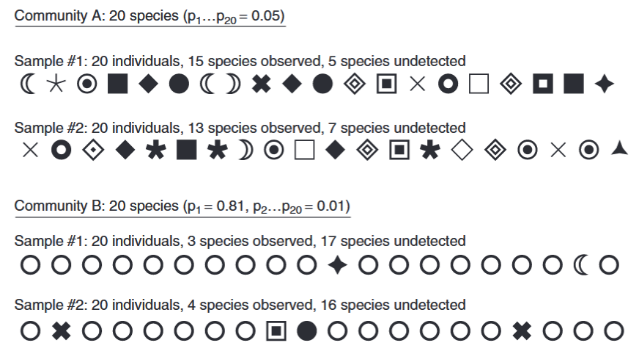 Community A: 20 species (p1…p20 = 0.05)
Sample #1: 20 individuals, 15 species observed, 5 species undetected
Sample #2: 20 individuals, 13 species observed, 7 species undetected
Community B: 20 species (p1 = 0.81, p2…p20 = 0.01)
Sample #1: 20 individuals, 3 species observed, 17 species undetected
Sample #2: 20 individuals, 4 species observed, 16 species undetected